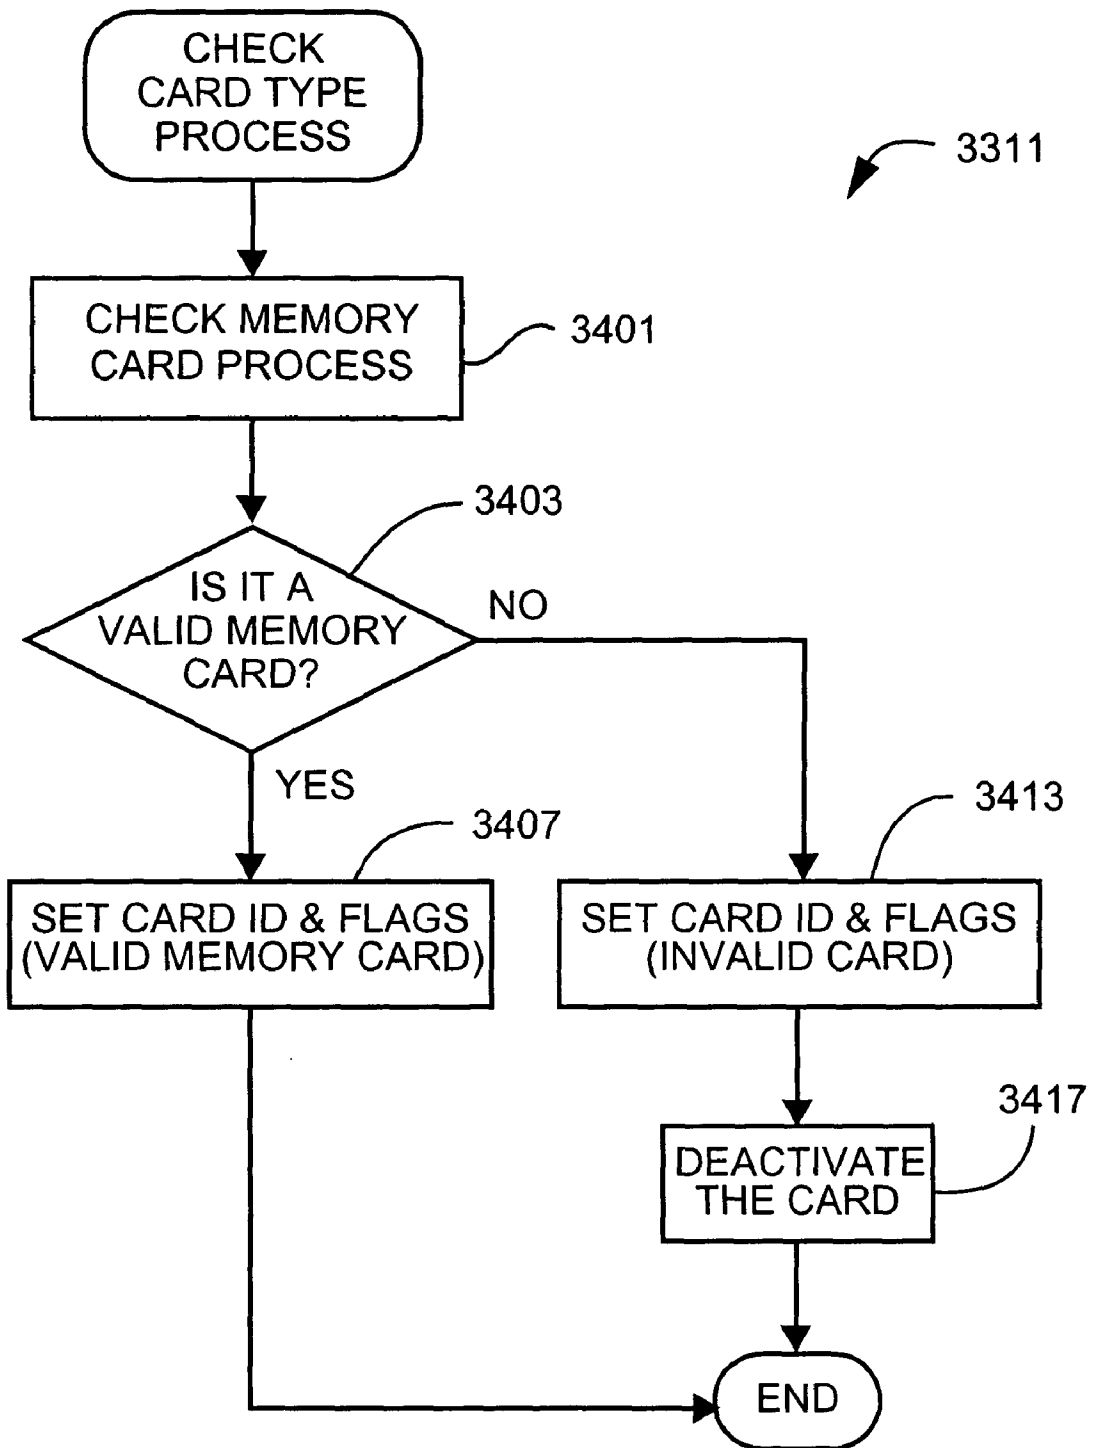 CHECK
CARD TYPE
PROCESS
3311
CHECK MEMORY
CARD PROCESS
3401
3403
IS IT A
VALID MEMORY
CARD?
NO
YES
3407
SET CARD ID & FLAGS
(VALID MEMORY CARD)
3413
SET CARD ID & FLAGS
(INVALID CARD)
3417
DEACTIVATE
THE CARD
END